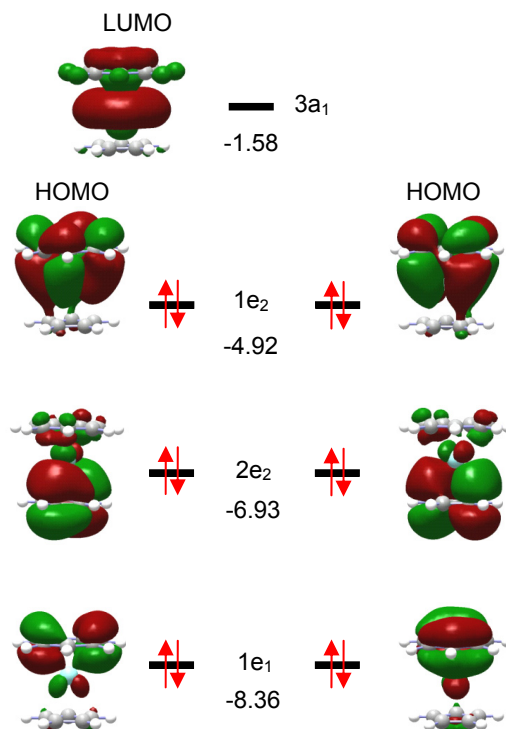 LUMO
3a₁
-1.58
HOMO HOMO
1e₂
-4.92
2e₂
-6.93
1e₁
-8.36